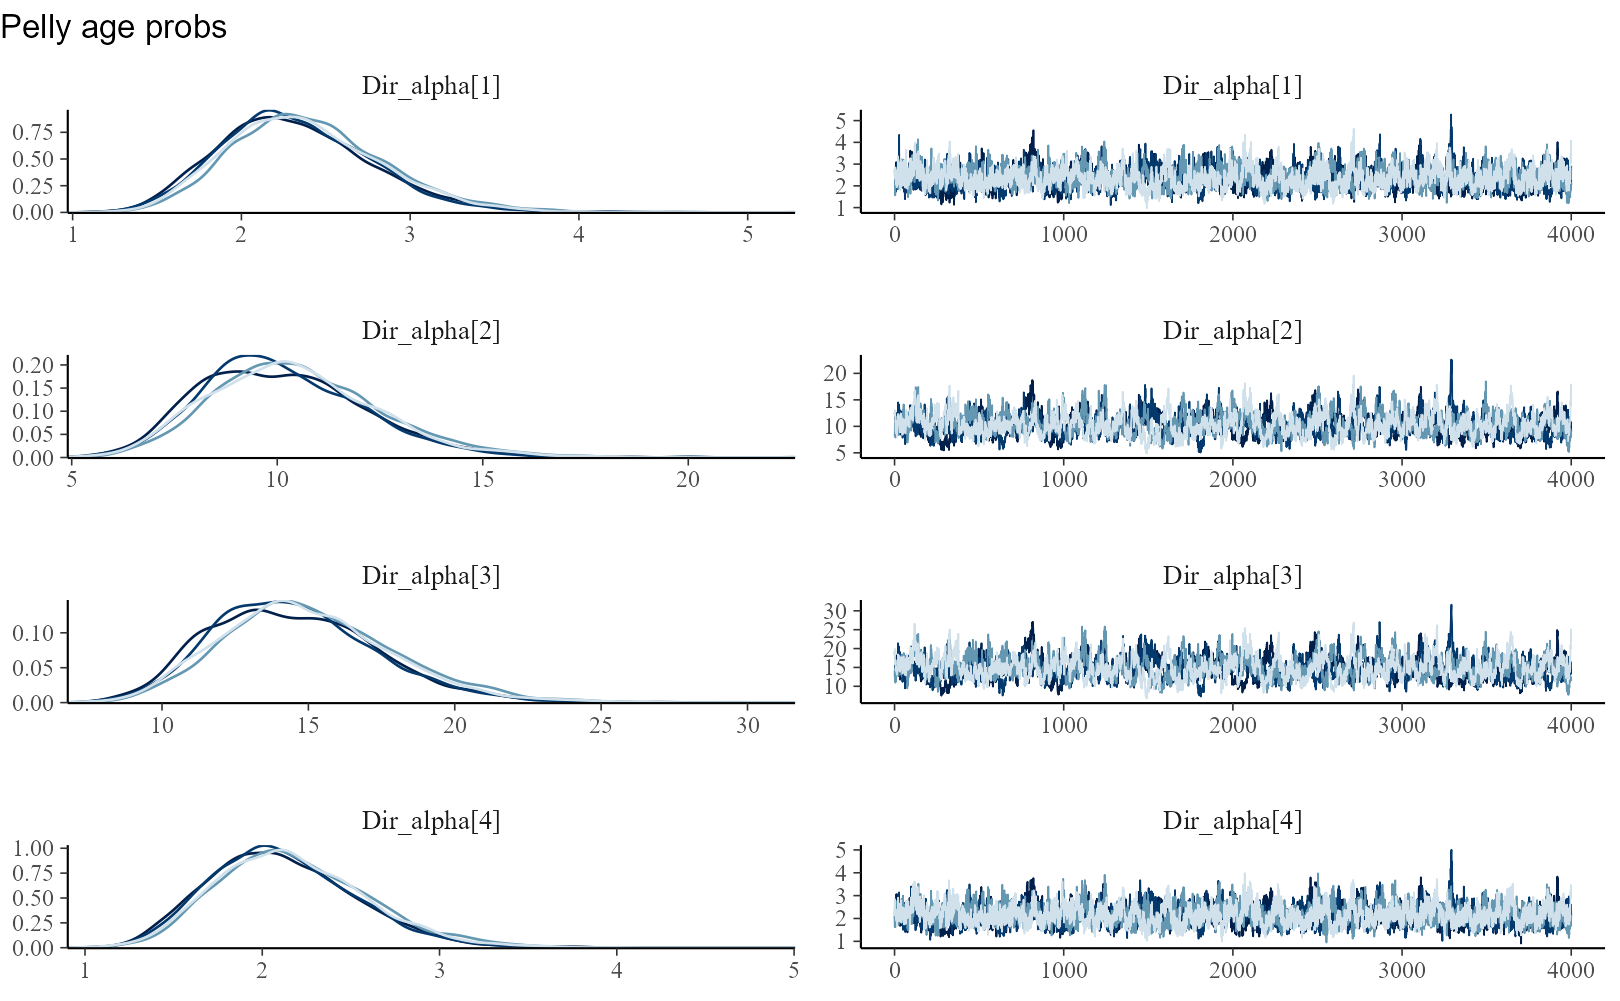 Pelly age probs
Dir_alpha[1] Dir_alpha[1]
0.75
0.50
0.25
0.00
1 2 3 4 5
5
4
3
2
1
0 1000 2000 3000 4000
Dir_alpha[2] Dir_alpha[2]
0.20
0.15
0.10
0.05
0.00
5 10 15 20
20
15
10
5
0 1000 2000 3000 4000
Dir_alpha[3] Dir_alpha[3]
0.10
0.05
0.00
10 15 20 25 30
30
25
20
15
10
0 1000 2000 3000 4000
Dir_alpha[4] Dir_alpha[4]
1.00
0.75
0.50
0.25
0.00
1 2 3 4 5
5
4
3
2
1
0 1000 2000 3000 4000